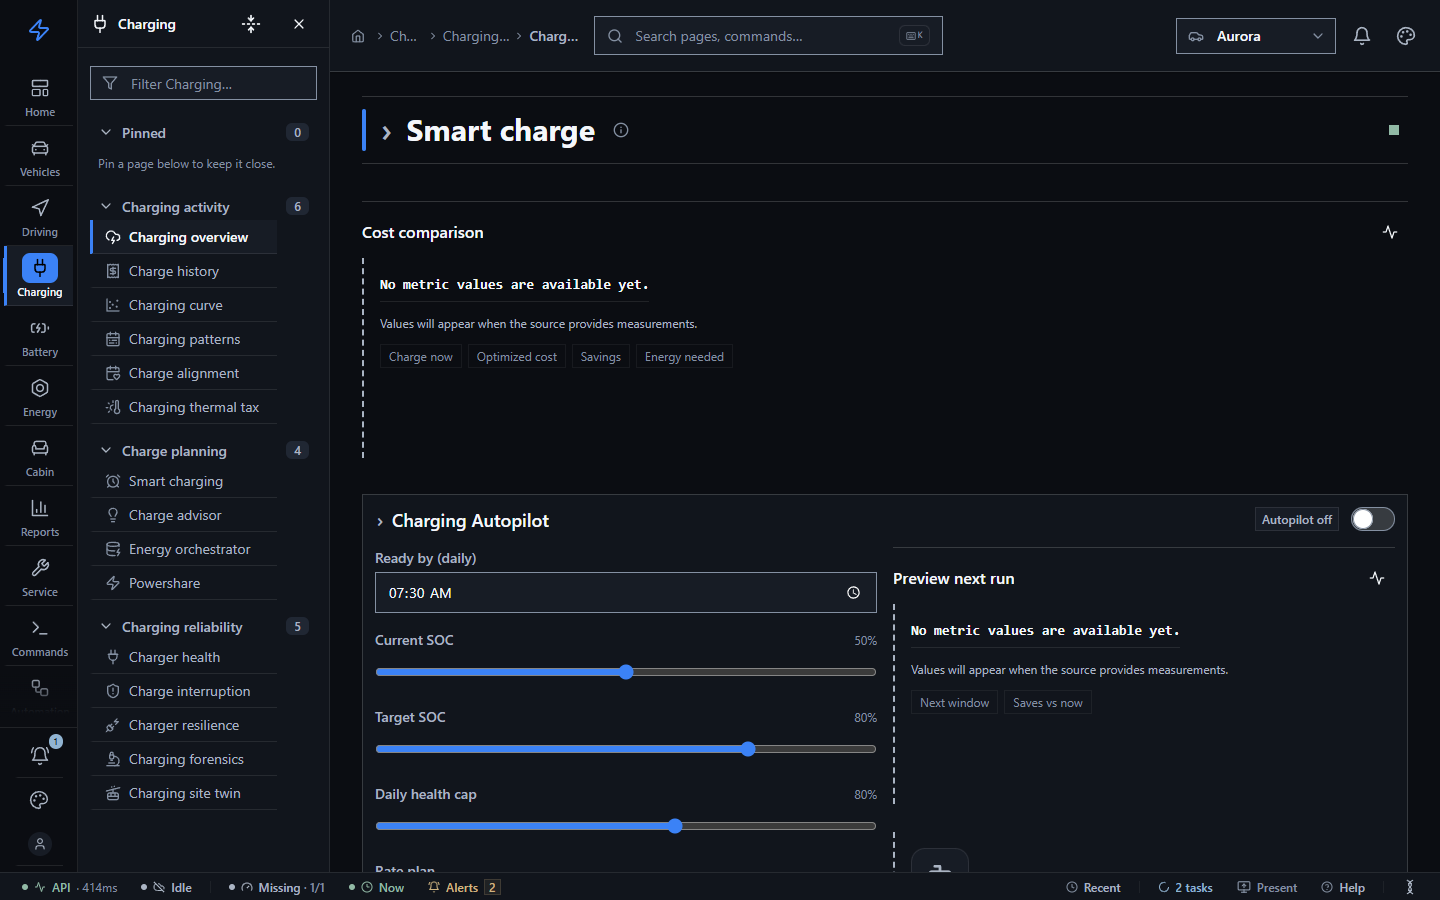 Home
Vehicles
Driving
Charging
Battery
Energy
Cabin
Reports
Service
Commands
1
Charging
Filter Charging...
Pinned 0
Pin a page below to keep it close.
Charging activity 6
Charging overview
Charge history
Charging curve
Charging patterns
Charge alignment
Charging thermal tax
Charge planning 4
Smart charging
Charge advisor
Energy orchestrator
Powershare
Charging reliability 5
Charger health
Charge interruption
Charger resilience
Charging forensics
Charging site twin
Ch... Charging... Charg...
Search pages, commands... K
Aurora
Smart charge
Cost comparison
No metric values are available yet.
Values will appear when the source provides measurements.
Charge now Optimized cost Savings Energy needed
Charging Autopilot
Autopilot off
Ready by (daily)
07:30 AM
Current SOC 50%
Target SOC 80%
Daily health cap 80%
Rate plan
Preview next run
No metric values are available yet.
Values will appear when the source provides measurements.
Next window Saves vs now
API · 414ms Idle Missing · 1/1 Now Alerts 2 Recent 2 tasks Present Help